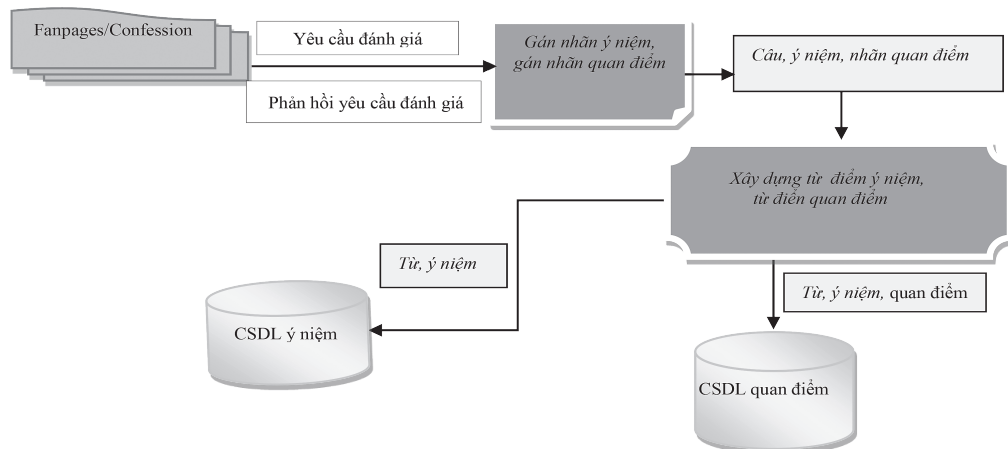 Fanpages/Confession
Yêu cầu đánh giá
Phản hồi yêu cầu đánh giá
Gán nhãn ý niệm,
gán nhãn quan điểm
Câu, ý niệm, nhãn quan điểm
Xây dựng từ điểm ý niệm,
từ điển quan điểm
Từ, ý niệm
Từ, ý niệm, quan điểm
CSDL ý niệm
CSDL quan điểm